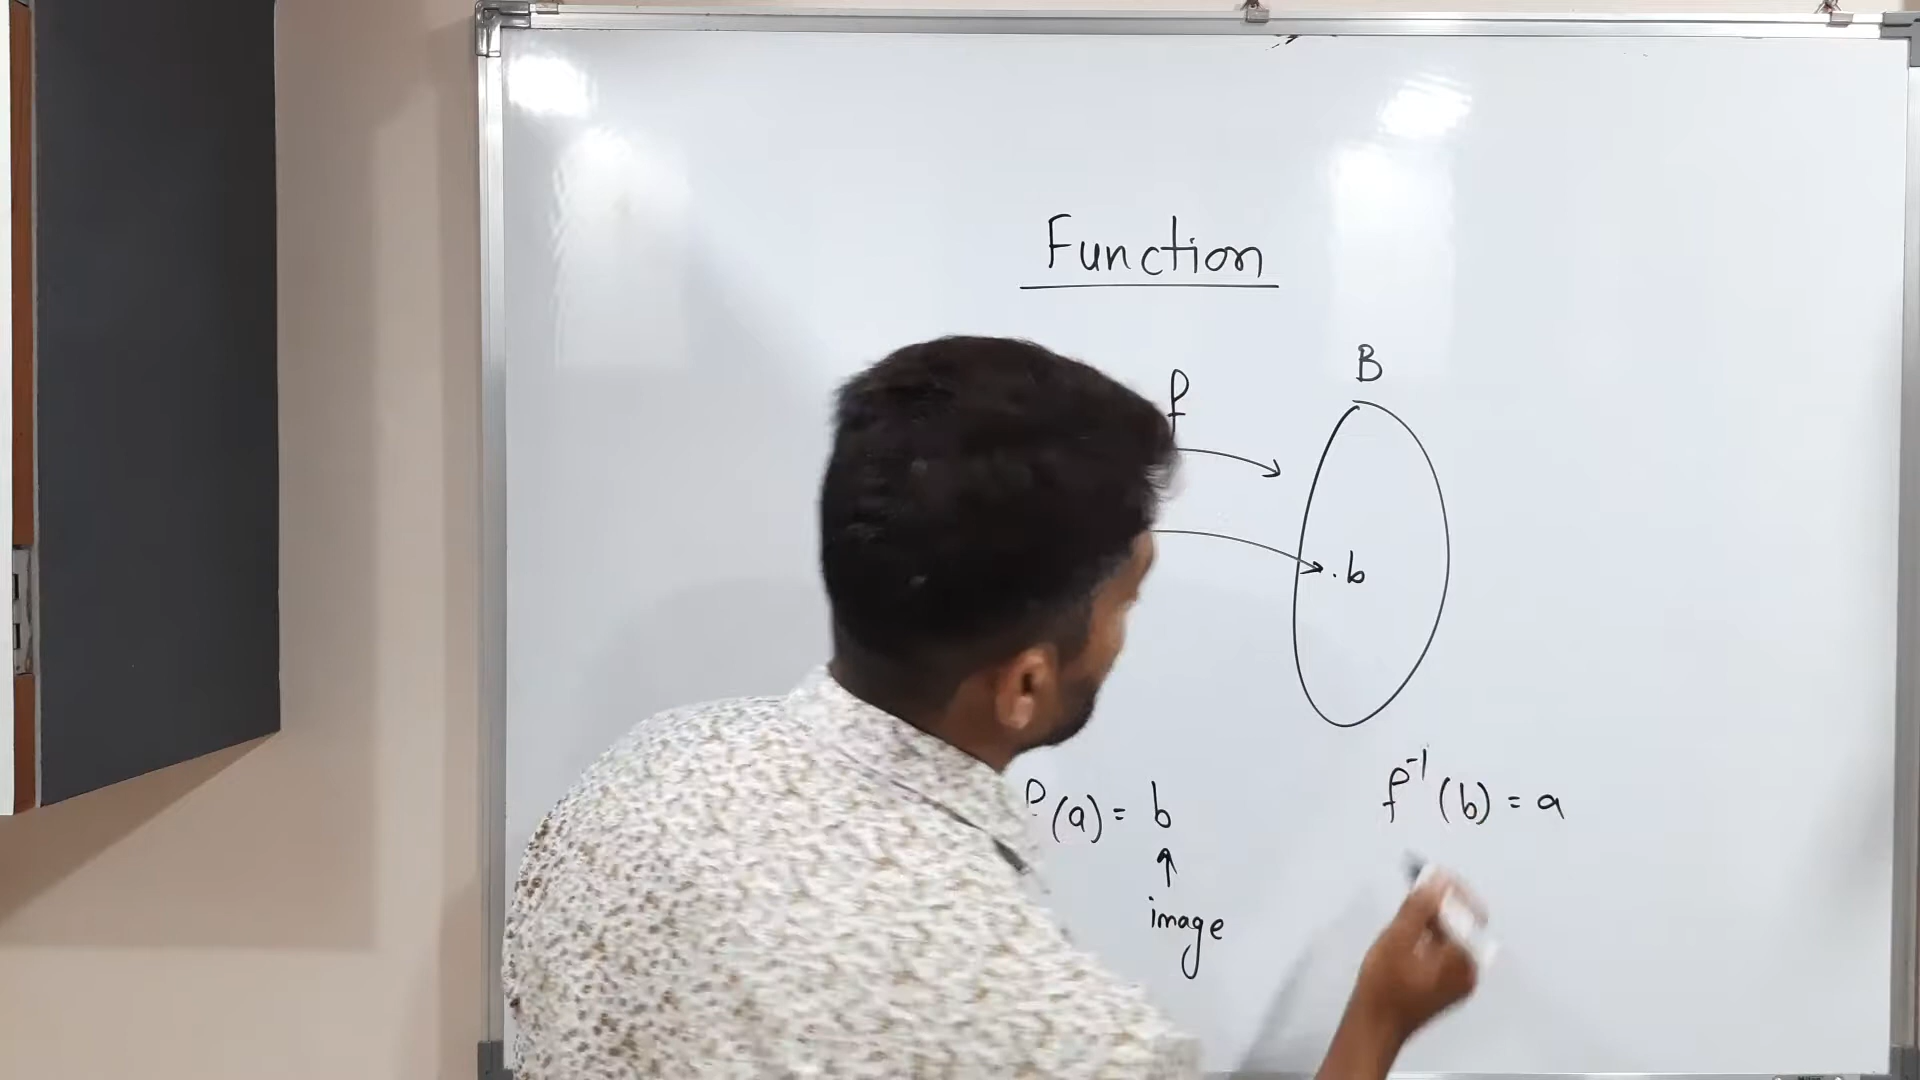 Function
f
B
.b
f(a) = b
f⁻¹(b) = a
image